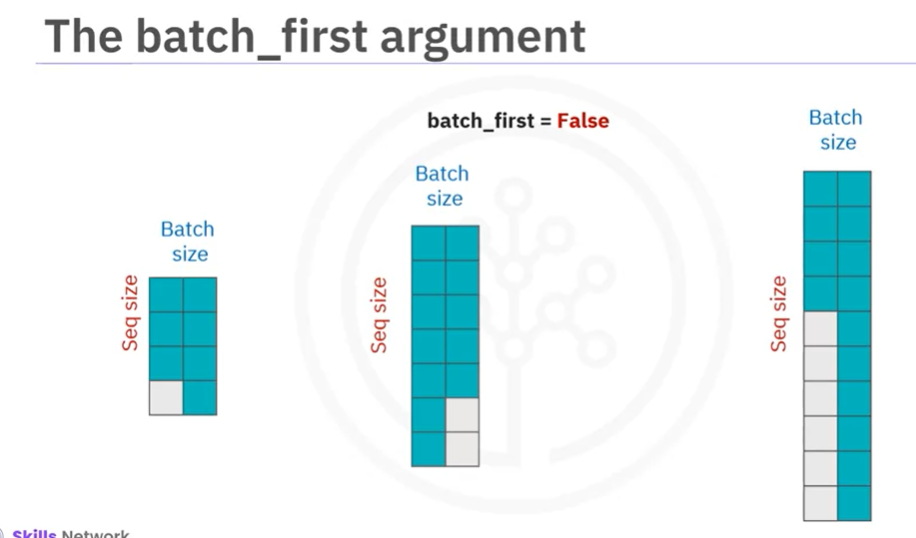 The batch_first argument
batch_first = False
Batch
size
Seq size
Batch
size
Seq size
Batch
size
Seq size
Skills Network